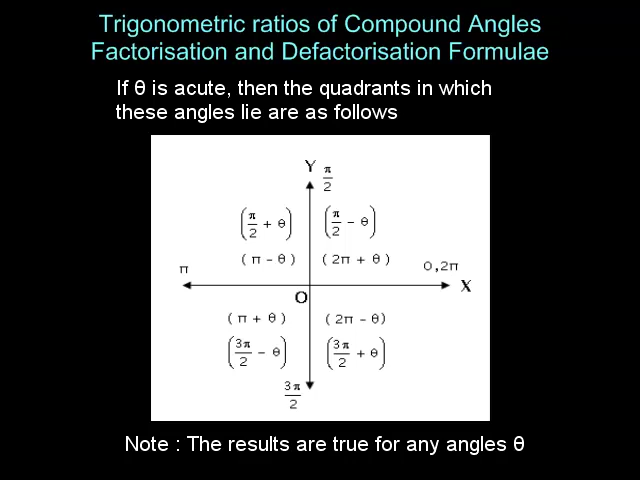 Trigonometric ratios of Compound Angles
Factorisation and Defactorisation Formulae
If θ is acute, then the quadrants in which
these angles lie are as follows
Y π/2
(π/2 + θ) (π/2 − θ)
( π − θ ) ( 2π + θ )
π 0,2π
O X
( π + θ ) ( 2π − θ)
(3π/2 − θ) (3π/2 + θ)
3π/2
Note : The results are true for any angles θ